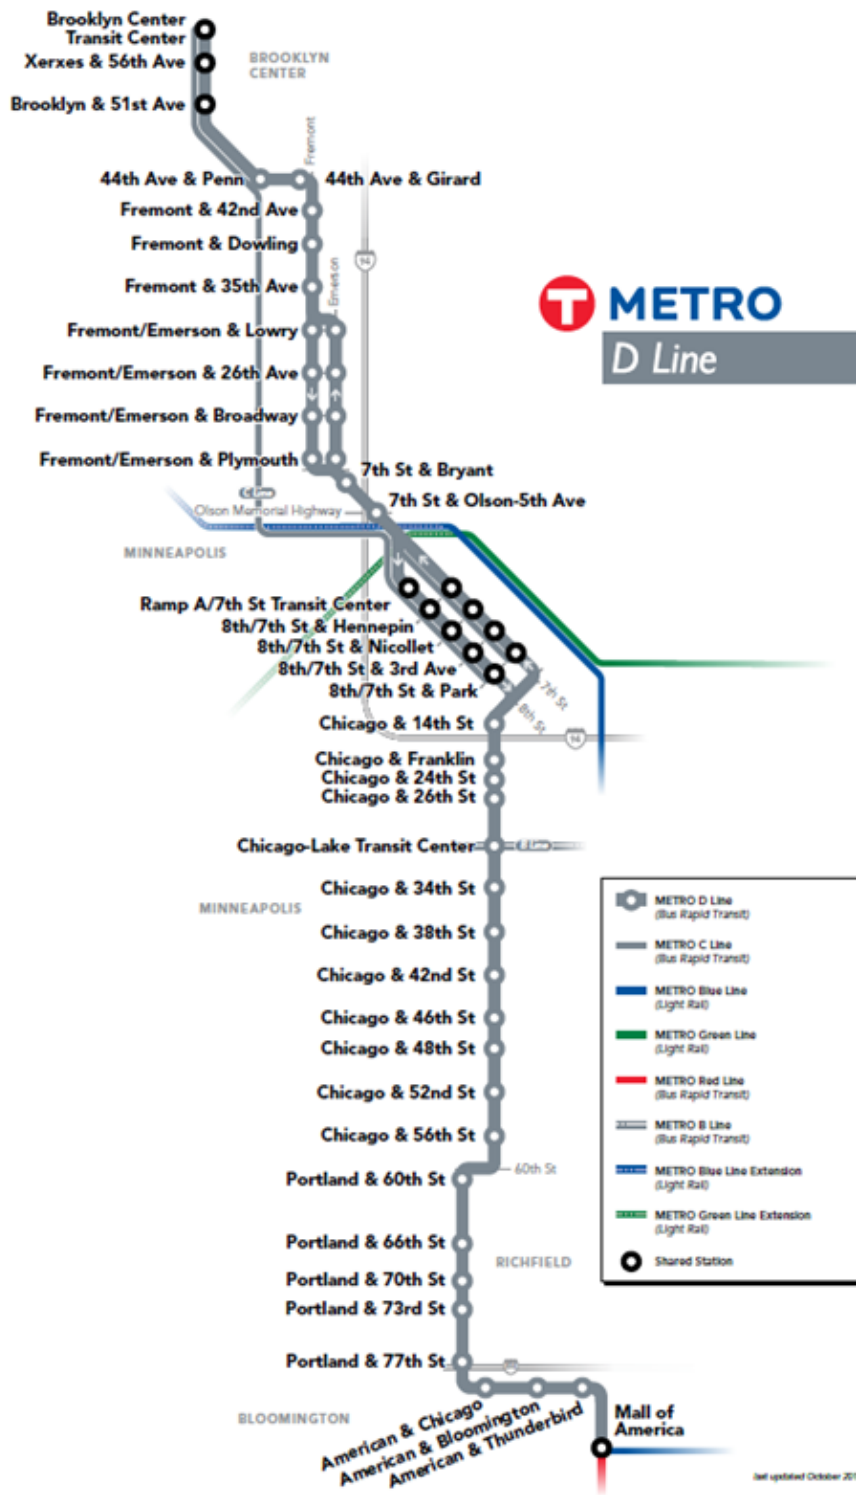 Brooklyn Center
Transit Center
Xerxes & 56th Ave
BROOKLYN
CENTER
Brooklyn & 51st Ave
Fremont
44th Ave & Penn
44th Ave & Girard
Fremont & 42nd Ave
Fremont & Dowling
94
Emerson
Fremont & 35th Ave
T METRO
D Line
Fremont/Emerson & Lowry
Fremont/Emerson & 26th Ave
Fremont/Emerson & Broadway
Fremont/Emerson & Plymouth
7th St & Bryant
C Line
7th St & Olson-5th Ave
Olson Memorial Highway
MINNEAPOLIS
Ramp A/7th St Transit Center
8th/7th St & Hennepin
8th/7th St & Nicollet
8th/7th St & 3rd Ave
8th/7th St & Park
7th St
8th St
Chicago & 14th St
94
Chicago & Franklin
Chicago & 24th St
Chicago & 26th St
Chicago-Lake Transit Center
B Line
Chicago & 34th St
MINNEAPOLIS
Chicago & 38th St
Chicago & 42nd St
Chicago & 46th St
Chicago & 48th St
Chicago & 52nd St
Chicago & 56th St
60th St
Portland & 60th St
Portland & 66th St
RICHFIELD
Portland & 70th St
Portland & 73rd St
Portland & 77th St
American & Chicago
American & Bloomington
American & Thunderbird
BLOOMINGTON
Mall of
America
METRO D Line
(Bus Rapid Transit)
METRO C Line
(Bus Rapid Transit)
METRO Blue Line
(Light Rail)
METRO Green Line
(Light Rail)
METRO Red Line
(Bus Rapid Transit)
METRO B Line
(Bus Rapid Transit)
METRO Blue Line Extension
(Light Rail)
METRO Green Line Extension
(Light Rail)
Shared Station
last updated October